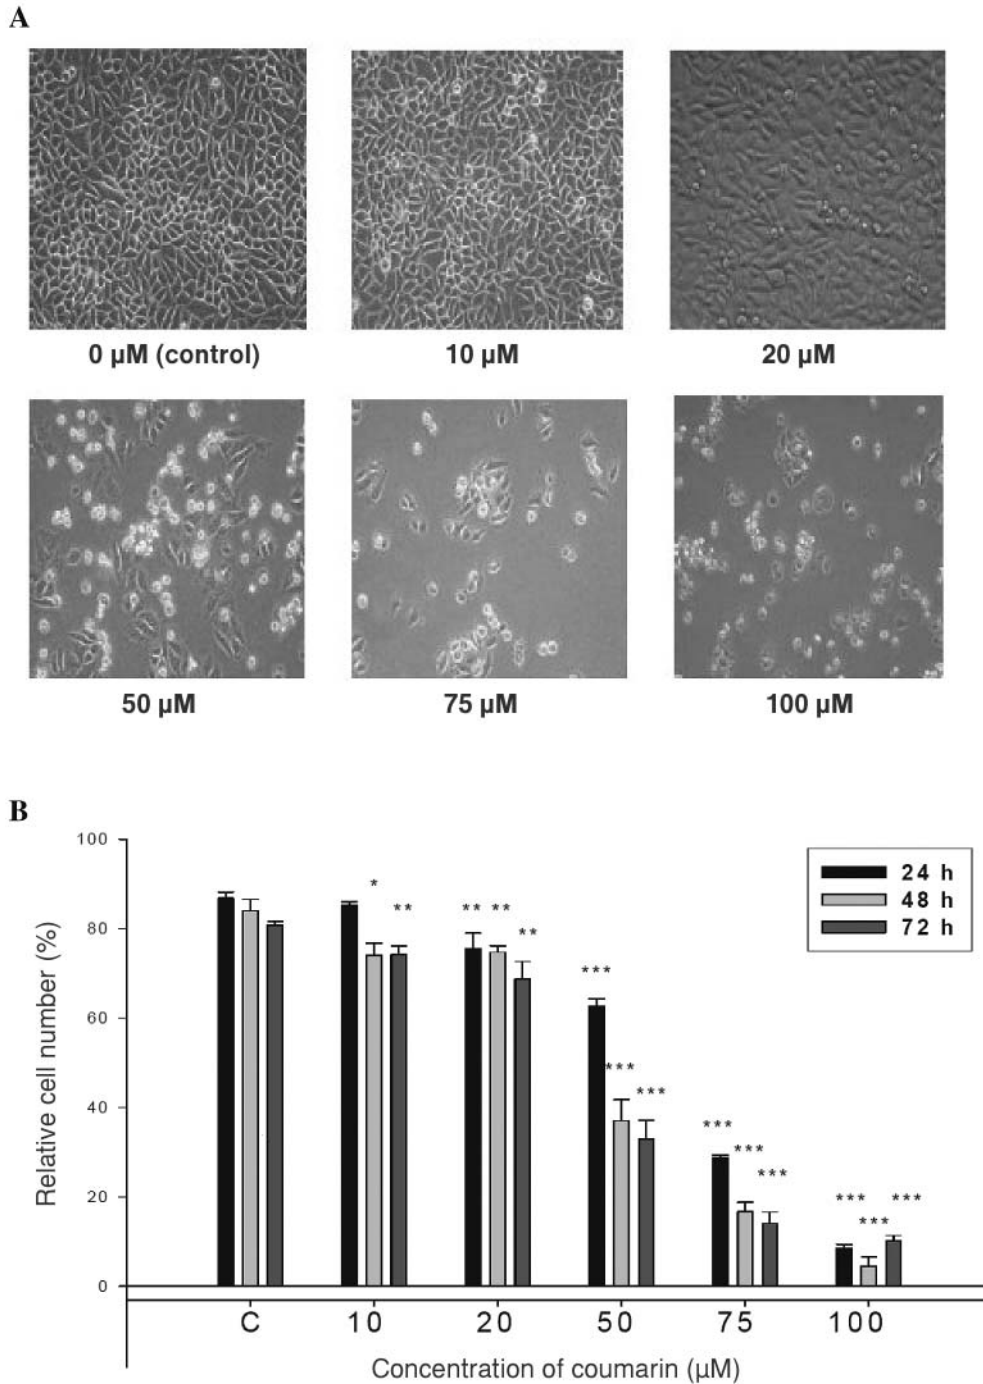 A
0 µM (control)
10 µM
20 µM
50 µM
75 µM
100 µM
B
Relative cell number (%)
100
80
60
40
20
0
24 h
48 h
72 h
*
**
** **
**
***
***
***
***
***
***
***
***
***
C 10 20 50 75 100
Concentration of coumarin (µM)